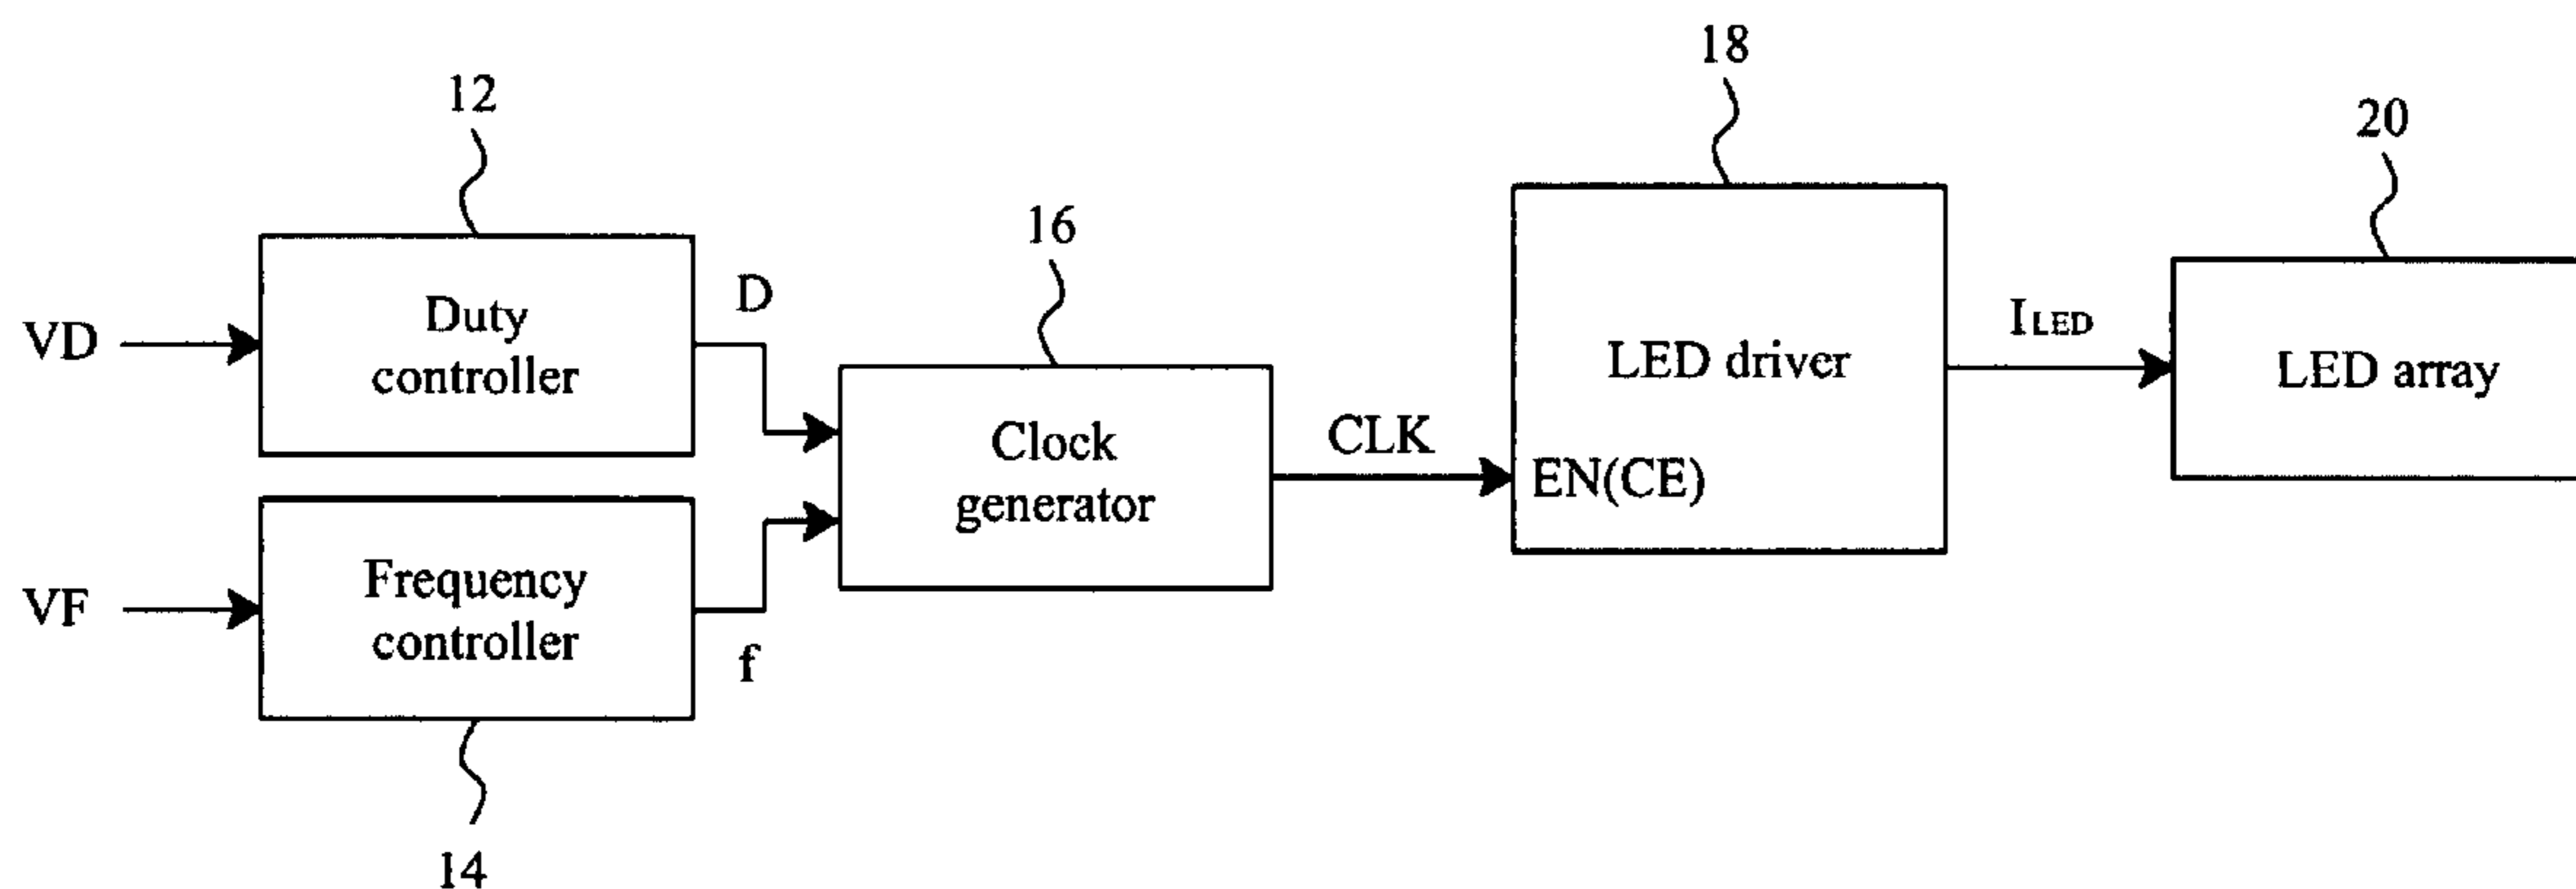 18
12
20
16
VD
Duty
controller
D
Clock
generator
CLK
LED driver
EN(CE)
ILED
LED array
VF
Frequency
controller
f
14